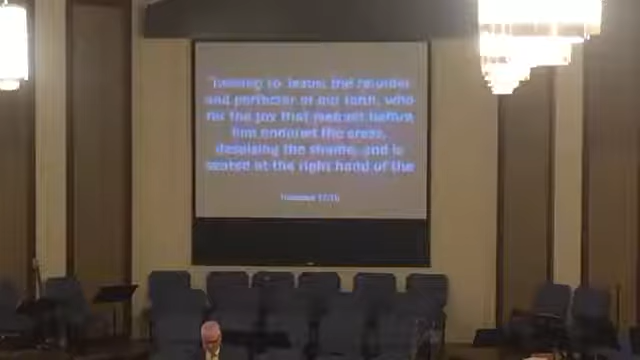 looking to Jesus, the founder
and perfecter of our faith, who
for the joy that was set before
him endured the cross,
despising the shame, and is
seated at the right hand of the